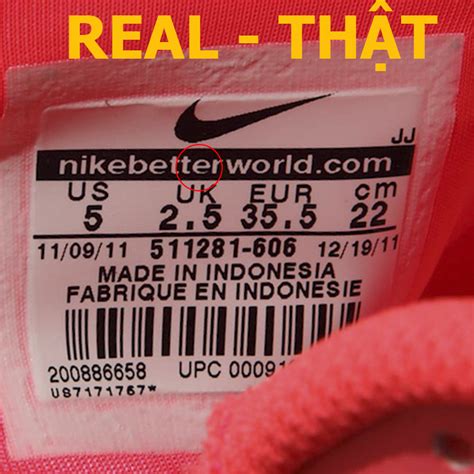 REAL - THẬT
JJ
nikebetterworld.com
US UK EUR cm
5 2.5 35.5 22
11/09/11 511281-606 12/19/11
MADE IN INDONESIA
FABRIQUE EN INDONESIE
200886658 UPC 00091
US7171767*